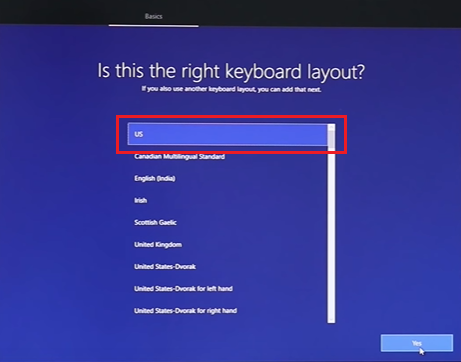 Basics
Is this the right keyboard layout?
If you also use another keyboard layout, you can add that next.
US
Canadian Multilingual Standard
English (India)
Irish
Scottish Gaelic
United Kingdom
United States-Dvorak
United States-Dvorak for left hand
United States-Dvorak for right hand
Yes